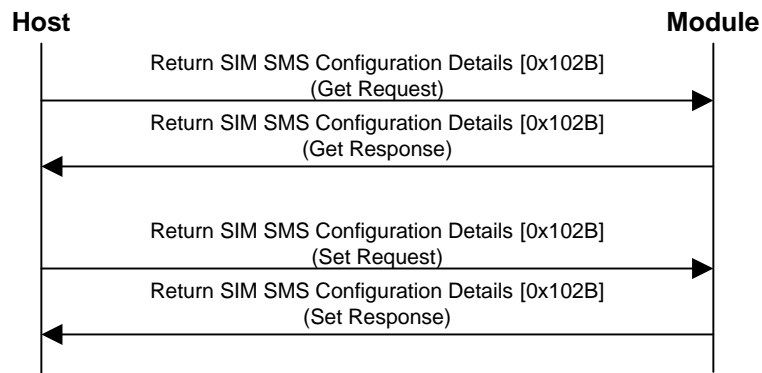 Host
Module
Return SIM SMS Configuration Details [0x102B]
(Get Request)
Return SIM SMS Configuration Details [0x102B]
(Get Response)
Return SIM SMS Configuration Details [0x102B]
(Set Request)
Return SIM SMS Configuration Details [0x102B]
(Set Response)